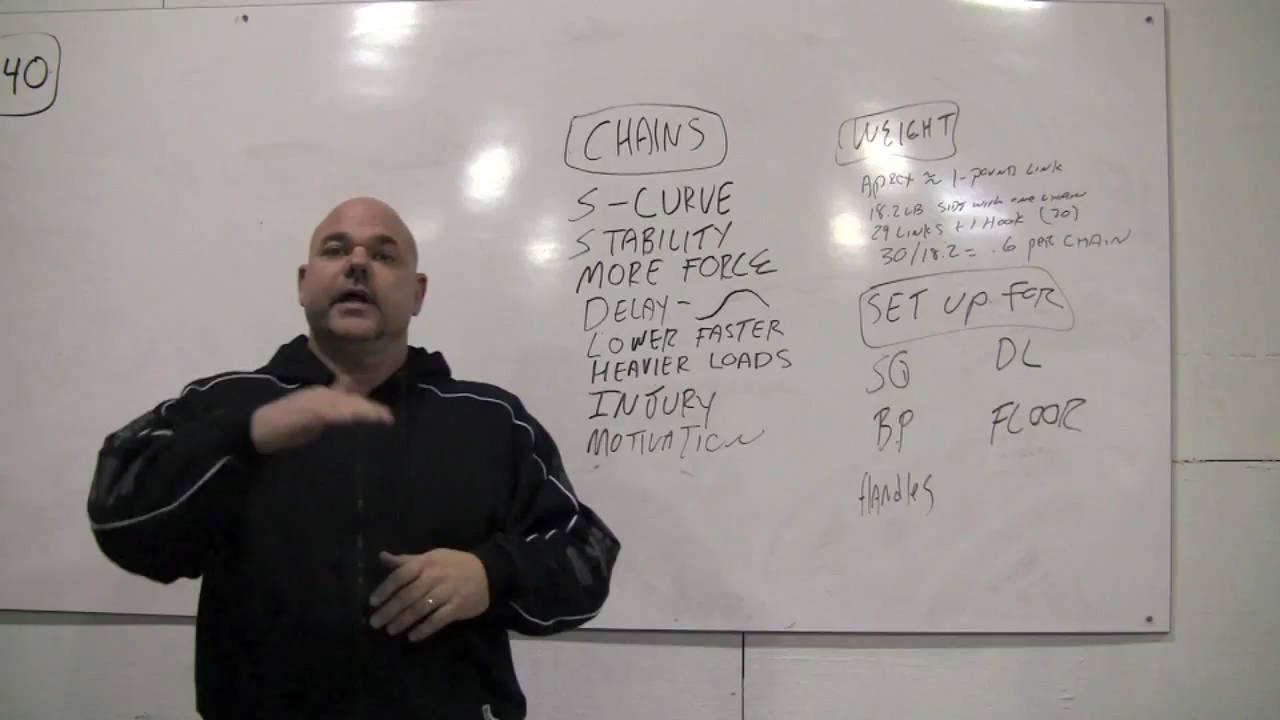 40
CHAINS
S-CURVE
STABILITY
MORE FORCE
DELAY -
LOWER FASTER
HEAVIER LOADS
INJURY
MOTIVATION
WEIGHT
APROX ≈ 1-POUND LINK
18.2 LB SIDE WITH ONE CHAIN
29 LINKS + 1 HOOK (30)
30/18.2 = .6 PER CHAIN
SET UP FOR
SQ DL
BP FLOOR
HANdlES